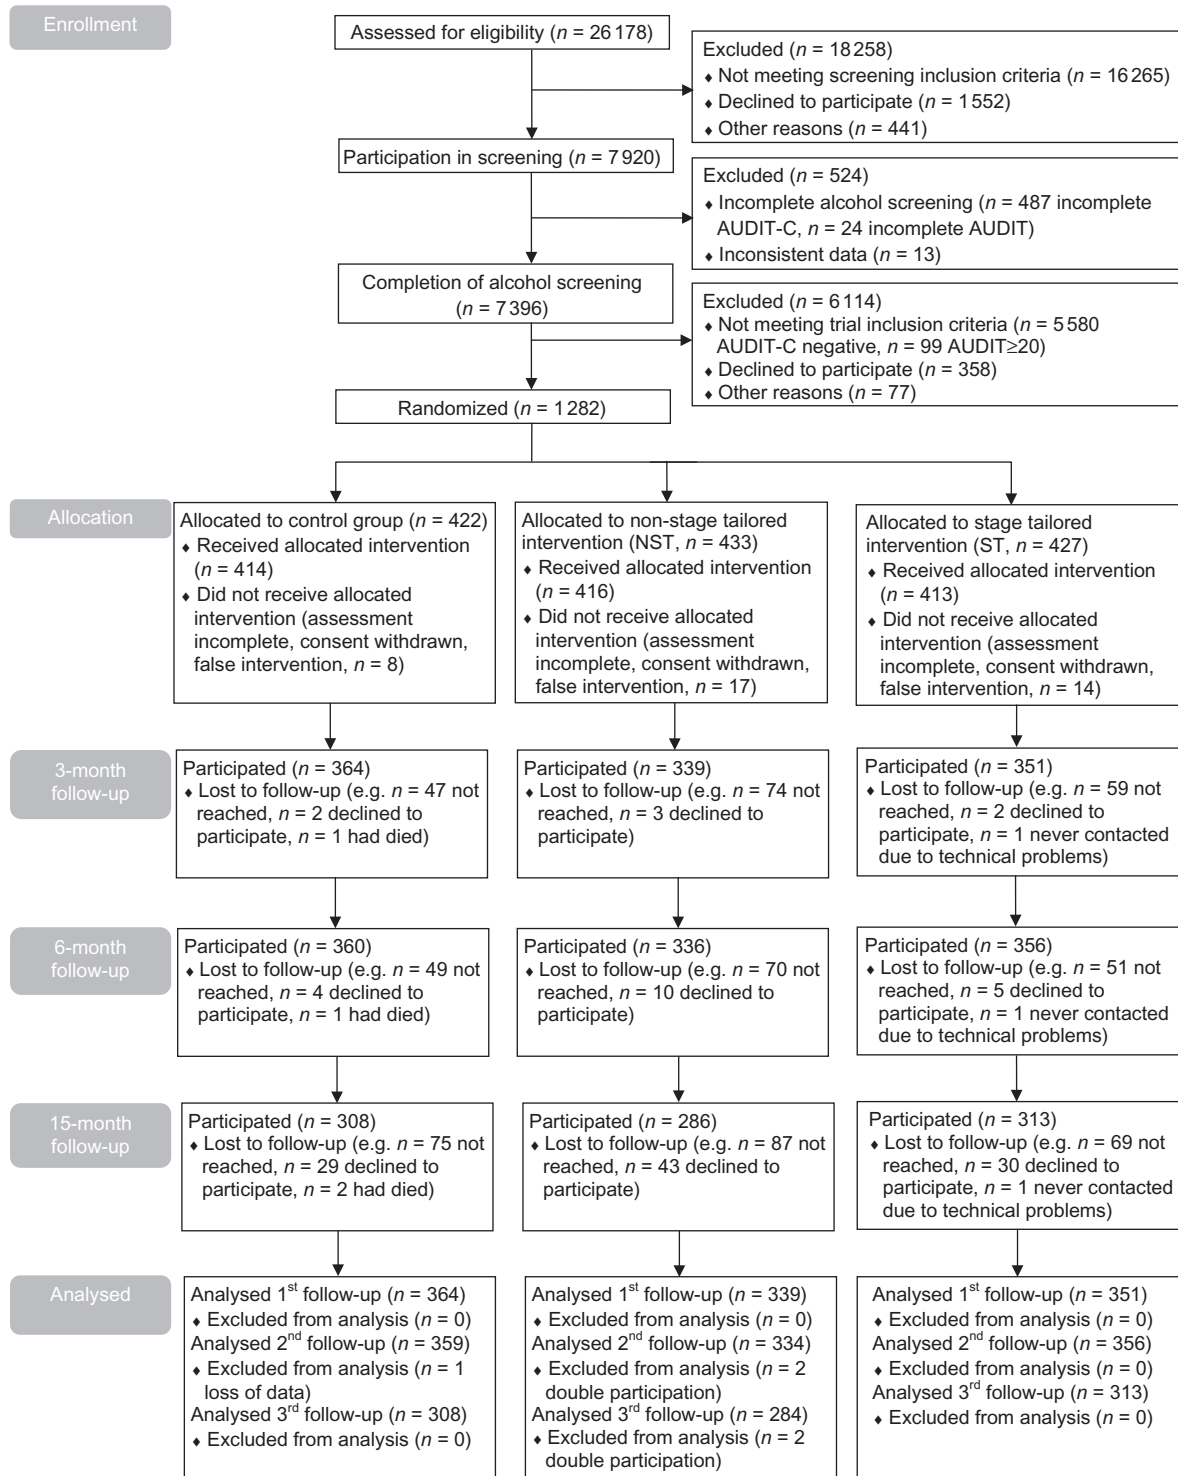 Enrollment
Assessed for eligibility (n = 26 178)
Excluded (n = 18 258)
♦ Not meeting screening inclusion criteria (n = 16 265)
♦ Declined to participate (n = 1 552)
♦ Other reasons (n = 441)
Participation in screening (n = 7 920)
Excluded (n = 524)
♦ Incomplete alcohol screening (n = 487 incomplete
AUDIT-C, n = 24 incomplete AUDIT)
♦ Inconsistent data (n = 13)
Completion of alcohol screening
(n = 7 396)
Excluded (n = 6 114)
♦ Not meeting trial inclusion criteria (n = 5 580
AUDIT-C negative, n = 99 AUDIT≥20)
♦ Declined to participate (n = 358)
♦ Other reasons (n = 77)
Randomized (n = 1 282)
Allocation
Allocated to control group (n = 422)
♦ Received allocated intervention
(n = 414)
♦ Did not receive allocated
intervention (assessment
incomplete, consent withdrawn,
false intervention, n = 8)
Allocated to non-stage tailored
intervention (NST, n = 433)
♦ Received allocated intervention
(n = 416)
♦ Did not receive allocated
intervention (assessment
incomplete, consent withdrawn,
false intervention, n = 17)
Allocated to stage tailored
intervention (ST, n = 427)
♦ Received allocated intervention
(n = 413)
♦ Did not receive allocated
intervention (assessment
incomplete, consent withdrawn,
false intervention, n = 14)
3-month
follow-up
Participated (n = 364)
♦ Lost to follow-up (e.g. n = 47 not
reached, n = 2 declined to
participate, n = 1 had died)
Participated (n = 339)
♦ Lost to follow-up (e.g. n = 74 not
reached, n = 3 declined to
participate)
Participated (n = 351)
♦ Lost to follow-up (e.g. n = 59 not
reached, n = 2 declined to
participate, n = 1 never contacted
due to technical problems)
6-month
follow-up
Participated (n = 360)
♦ Lost to follow-up (e.g. n = 49 not
reached, n = 4 declined to
participate, n = 1 had died)
Participated (n = 336)
♦ Lost to follow-up (e.g. n = 70 not
reached, n = 10 declined to
participate)
Participated (n = 356)
♦ Lost to follow-up (e.g. n = 51 not
reached, n = 5 declined to
participate, n = 1 never contacted
due to technical problems)
15-month
follow-up
Participated (n = 308)
♦ Lost to follow-up (e.g. n = 75 not
reached, n = 29 declined to
participate, n = 2 had died)
Participated (n = 286)
♦ Lost to follow-up (e.g. n = 87 not
reached, n = 43 declined to
participate)
Participated (n = 313)
♦ Lost to follow-up (e.g. n = 69 not
reached, n = 30 declined to
participate, n = 1 never contacted
due to technical problems)
Analysed
Analysed 1st follow-up (n = 364)
♦ Excluded from analysis (n = 0)
Analysed 2nd follow-up (n = 359)
♦ Excluded from analysis (n = 1
loss of data)
Analysed 3rd follow-up (n = 308)
♦ Excluded from analysis (n = 0)
Analysed 1st follow-up (n = 339)
♦ Excluded from analysis (n = 0)
Analysed 2nd follow-up (n = 334)
♦ Excluded from analysis (n = 2
double participation)
Analysed 3rd follow-up (n = 284)
♦ Excluded from analysis (n = 2
double participation)
Analysed 1st follow-up (n = 351)
♦ Excluded from analysis (n = 0)
Analysed 2nd follow-up (n = 356)
♦ Excluded from analysis (n = 0)
Analysed 3rd follow-up (n = 313)
♦ Excluded from analysis (n = 0)